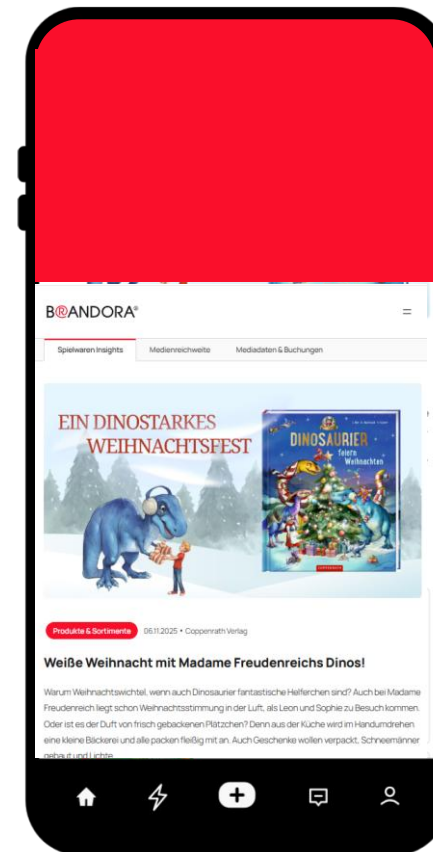 BⓇANDORA®
Spielwaren Insights Medienreichweite Mediadaten & Buchungen
EIN DINOSTARKES
WEIHNACHTSFEST
DINOSAURIER
feiern
Weihnachten
COPPENRATH
Produkte & Sortimente 06.11.2025 • Coppenrath Verlag
Weiße Weihnacht mit Madame Freudenreichs Dinos!
Warum Weihnachtswichtel, wenn auch Dinosaurier fantastische Helferchen sind? Auch bei Madame
Freudenreich liegt schon Weihnachtsstimmung in der Luft, als Leon und Sophie zu Besuch kommen.
Oder ist es der Duft von frisch gebackenen Plätzchen? Denn aus der Küche wird im Handumdrehen
eine kleine Bäckerei und alle packen fleißig mit an. Auch Geschenke wollen verpackt, Schneemänner
gebaut und Lichte